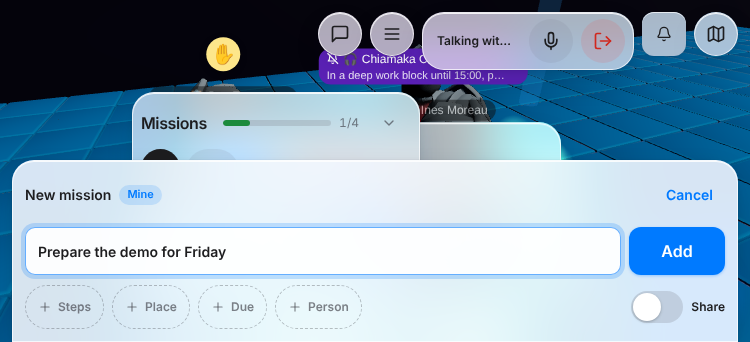 Talking wit...
Chiamaka
In a deep work block until 15:00, p...
Ines Moreau
Missions
1/4
New mission
Mine
Cancel
Prepare the demo for Friday
Add
+ Steps
+ Place
+ Due
+ Person
Share